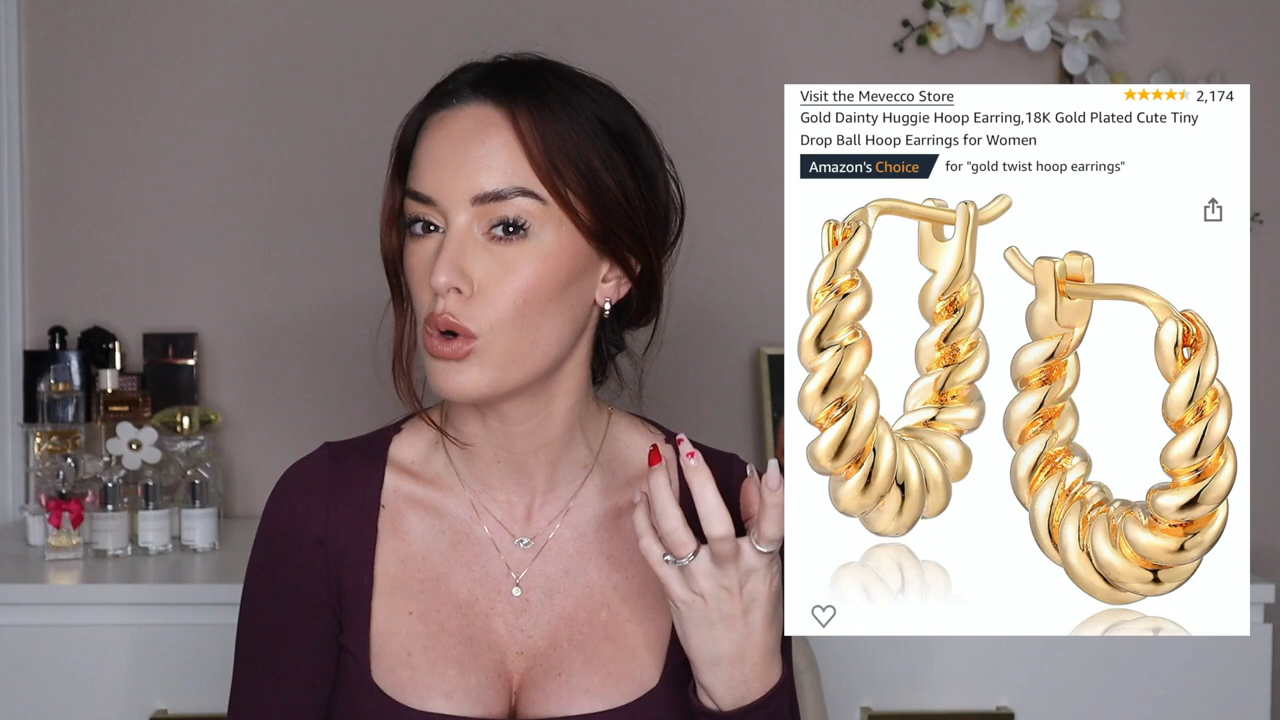 Visit the Mevecco Store
2,174
Gold Dainty Huggie Hoop Earring,18K Gold Plated Cute Tiny
Drop Ball Hoop Earrings for Women
Amazon's Choice for "gold twist hoop earrings"